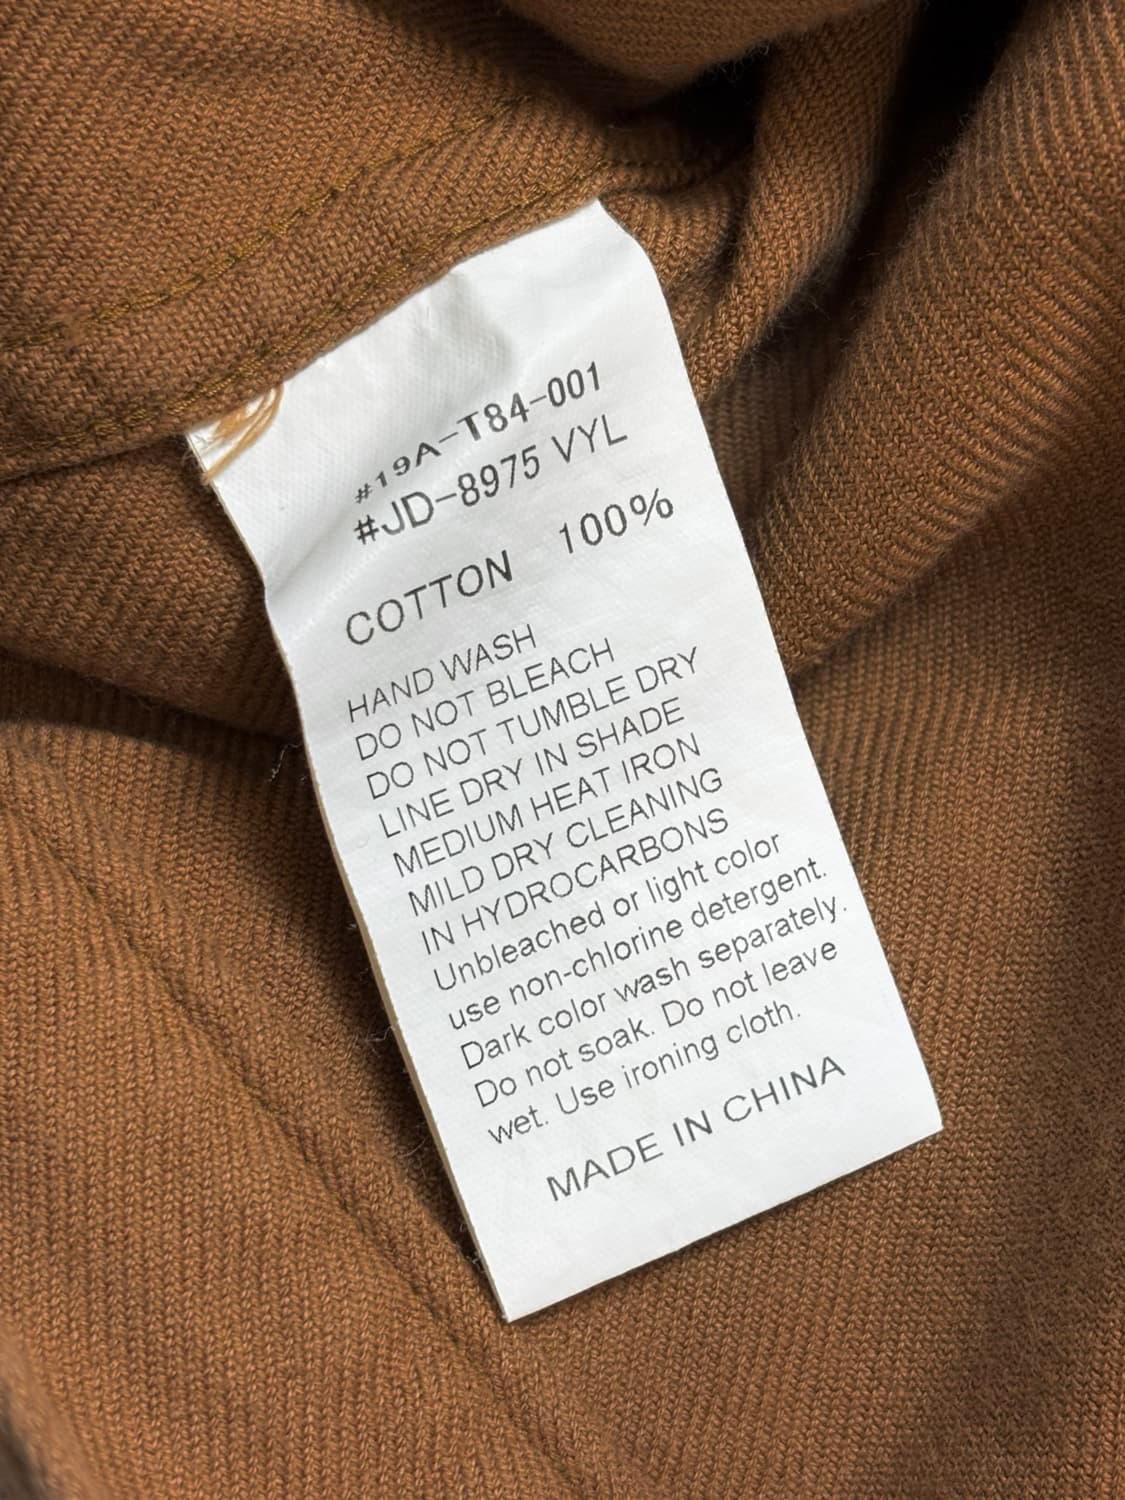 #19A-T84-001
#JD-8975 VYL
COTTON 100%
HAND WASH
DO NOT BLEACH
DO NOT TUMBLE DRY
LINE DRY IN SHADE
MEDIUM HEAT IRON
MILD DRY CLEANING
IN HYDROCARBONS
Unbleached or light color
use non-chlorine detergent.
Dark color wash separately.
Do not soak. Do not leave
wet. Use ironing cloth.
MADE IN CHINA